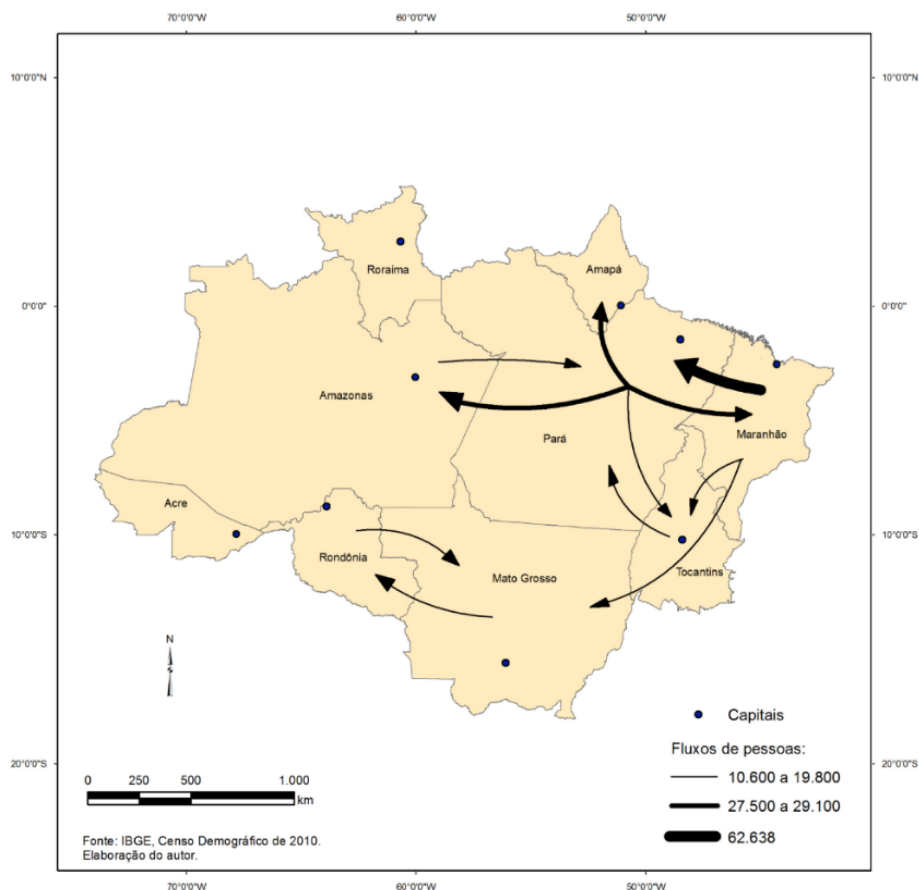 70°0'0"W 60°0'0"W 50°0'0"W
10°0'0"N 10°0'0"N
Roraima
Amapá
0°0'0" 0°0'0"
Amazonas
Pará
Maranhão
Acre
10°0'0"S 10°0'0"S
Rondônia
Mato Grosso
Tocantins
N
Capitais
Fluxos de pessoas:
10.600 a 19.800
27.500 a 29.100
62.638
20°0'0"S 20°0'0"S
0 250 500 1.000
km
Fonte: IBGE, Censo Demográfico de 2010.
Elaboração do autor.
70°0'0"W 60°0'0"W 50°0'0"W